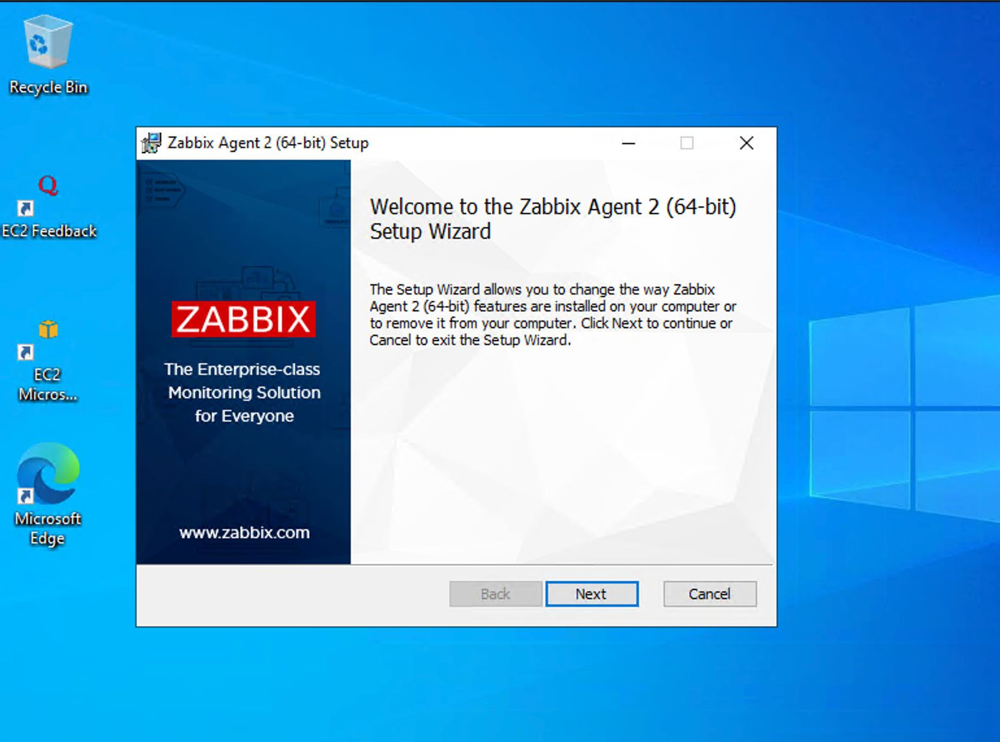 Recycle Bin
EC2 Feedback
EC2
Micros...
Microsoft
Edge
Zabbix Agent 2 (64-bit) Setup
ZABBIX
The Enterprise-class
Monitoring Solution
for Everyone
www.zabbix.com
Welcome to the Zabbix Agent 2 (64-bit)
Setup Wizard
The Setup Wizard allows you to change the way Zabbix
Agent 2 (64-bit) features are installed on your computer or
to remove it from your computer. Click Next to continue or
Cancel to exit the Setup Wizard.
Back
Next
Cancel